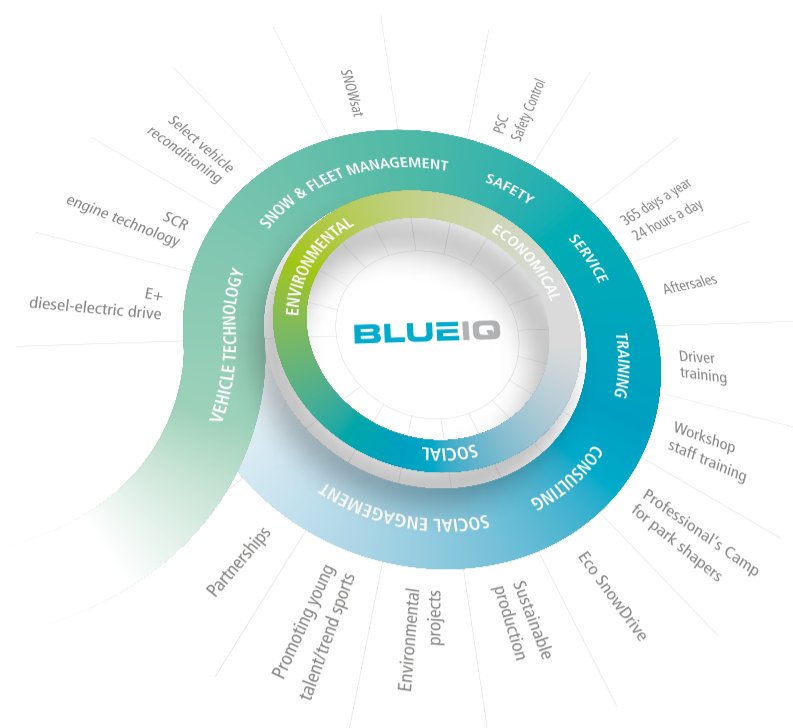 BLUEIQ
ENVIRONMENTAL
ECONOMICAL
SOCIAL
VEHICLE TECHNOLOGY
SNOW & FLEET MANAGEMENT
SAFETY
SERVICE
TRAINING
CONSULTING
SOCIAL ENGAGEMENT
E+
diesel-electric drive
SCR
engine technology
Select vehicle
reconditioning
SNOWsat
PSC
Safety Control
365 days a year
24 hours a day
Aftersales
Driver
training
Workshop
staff training
Professional's Camp
for park shapers
Eco SnowDrive
Sustainable
production
Environmental
projects
Promoting young
talent/trend sports
Partnerships